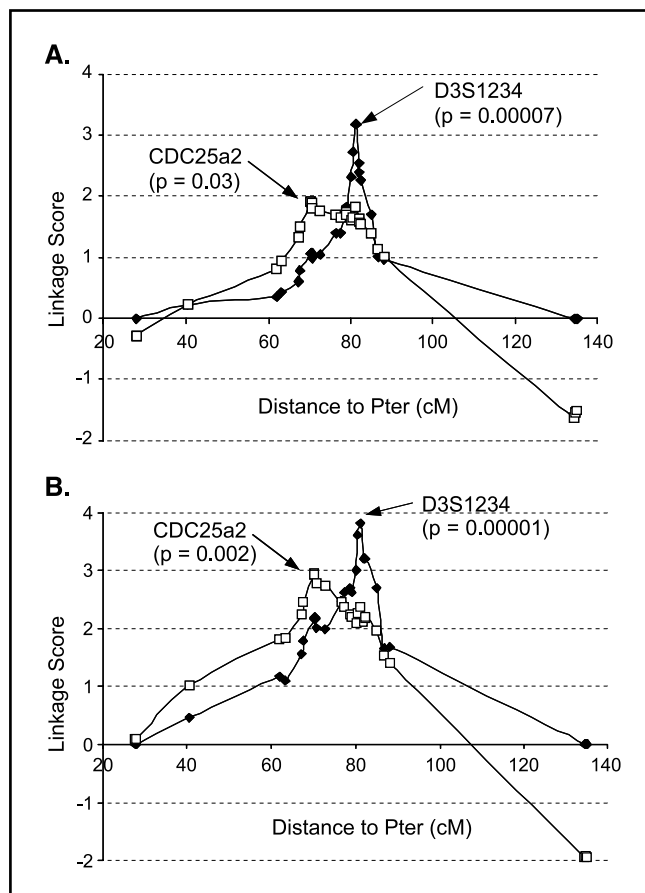 A.
4
3
2
1
0
-1
-2
Linkage Score
D3S1234
(p = 0.00007)
CDC25a2
(p = 0.03)
20 40 60 80 100 120 140
Distance to Pter (cM)
B.
4
3
2
1
0
-1
-2
Linkage Score
D3S1234
(p = 0.00001)
CDC25a2
(p = 0.002)
20 40 60 80 100 120 140
Distance to Pter (cM)